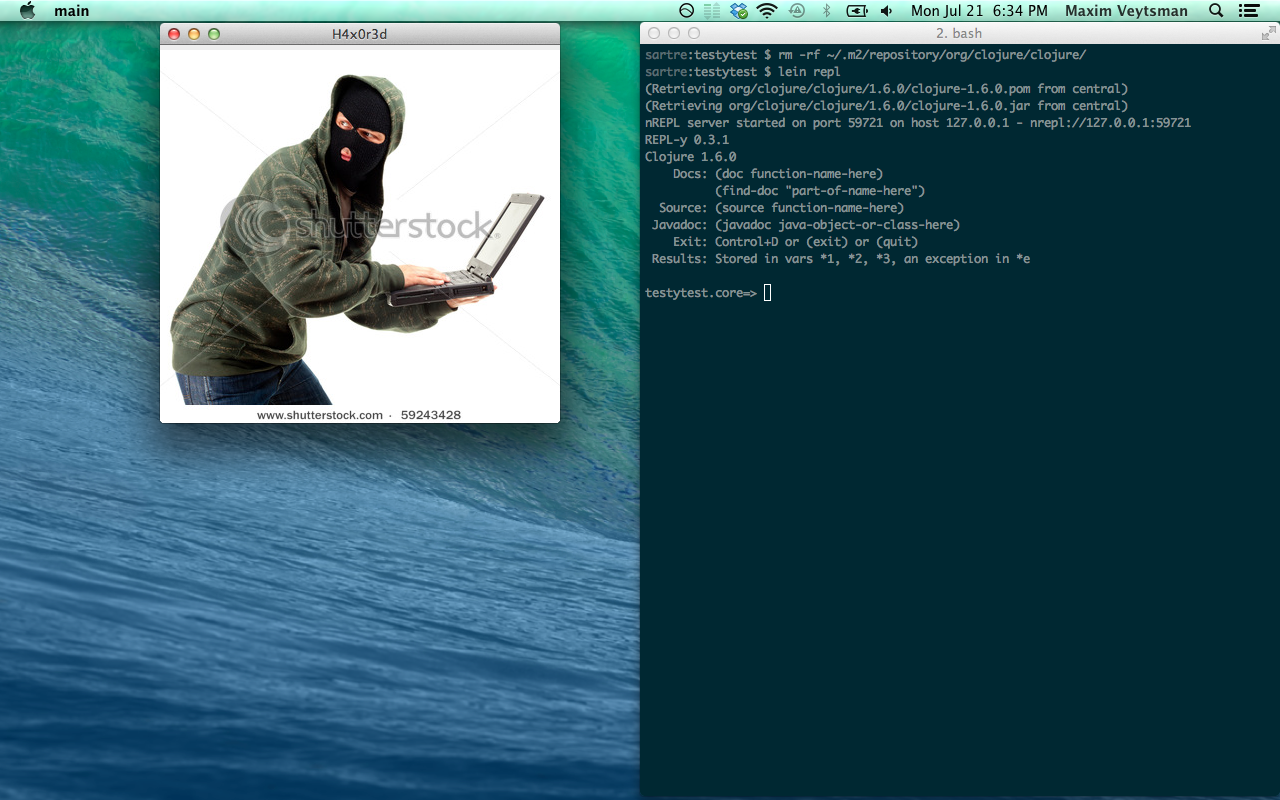 main
Mon Jul 21 6:34 PM Maxim Veytsman
H4x0r3d
shutterstock
www.shutterstock.com · 59243428
2. bash
sartre:testytest $ rm -rf ~/.m2/repository/org/clojure/clojure/
sartre:testytest $ lein repl
(Retrieving org/clojure/clojure/1.6.0/clojure-1.6.0.pom from central)
(Retrieving org/clojure/clojure/1.6.0/clojure-1.6.0.jar from central)
nREPL server started on port 59721 on host 127.0.0.1 - nrepl://127.0.0.1:59721
REPL-y 0.3.1
Clojure 1.6.0
    Docs: (doc function-name-here)
          (find-doc "part-of-name-here")
  Source: (source function-name-here)
 Javadoc: (javadoc java-object-or-class-here)
    Exit: Control+D or (exit) or (quit)
 Results: Stored in vars *1, *2, *3, an exception in *e
testytest.core=>